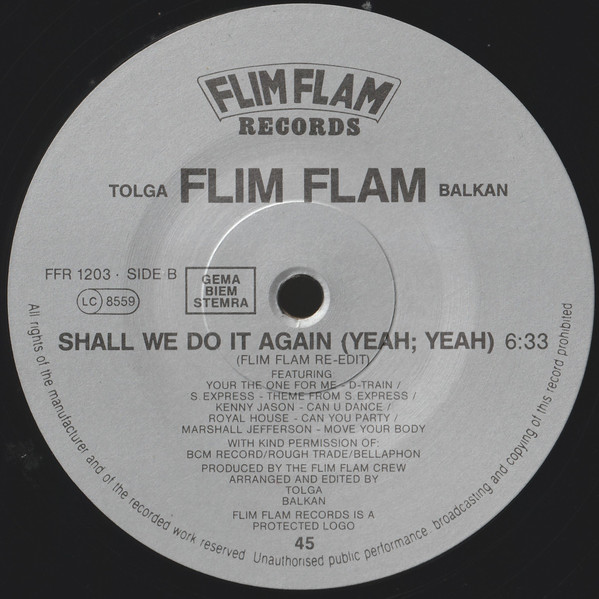 FLIM FLAM
RECORDS
TOLGA FLIM FLAM BALKAN
FFR 1203 · SIDE B
LC 8559
GEMA
BIEM
STEMRA
SHALL WE DO IT AGAIN (YEAH; YEAH) 6:33
(FLIM FLAM RE-EDIT)
FEATURING
YOUR THE ONE FOR ME - D-TRAIN /
S. EXPRESS - THEME FROM S. EXPRESS /
KENNY JASON - CAN U DANCE /
ROYAL HOUSE - CAN YOU PARTY /
MARSHALL JEFFERSON - MOVE YOUR BODY
WITH KIND PERMISSION OF:
BCM RECORD/ROUGH TRADE/BELLAPHON
PRODUCED BY THE FLIM FLAM CREW
ARRANGED AND EDITED BY
TOLGA
BALKAN
FLIM FLAM RECORDS IS A
PROTECTED LOGO
45
All rights of the manufacturer and of the recorded work reserved Unauthorised public performance broadcasting and copying of this record prohibited